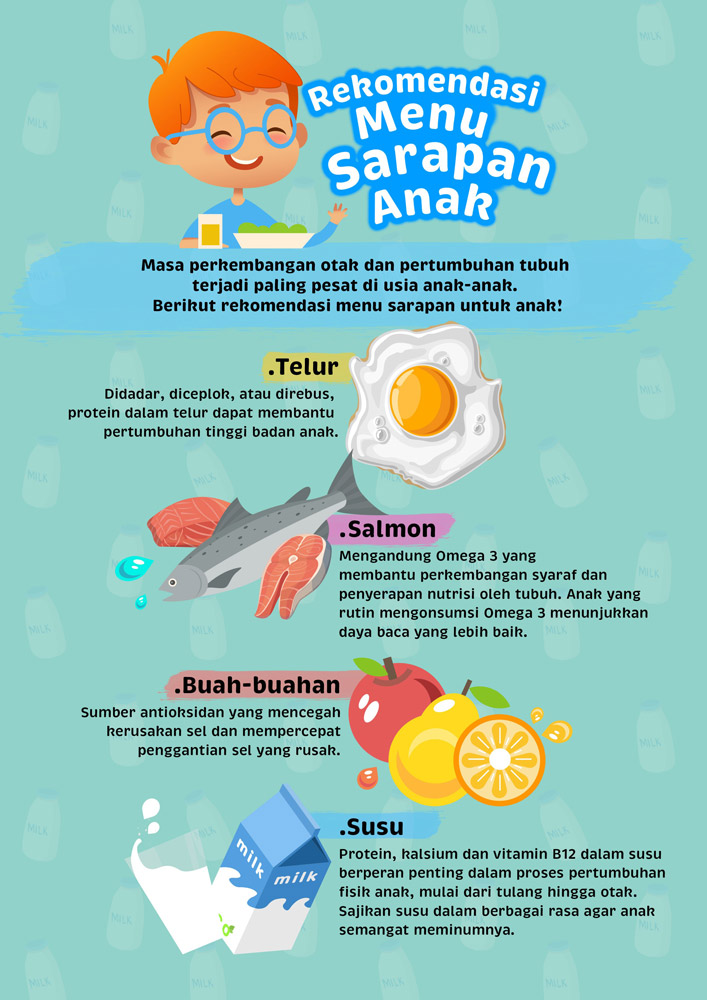 Rekomendasi
Menu
Sarapan
Anak
Masa perkembangan otak dan pertumbuhan tubuh
terjadi paling pesat di usia anak-anak.
Berikut rekomendasi menu sarapan untuk anak!
.Telur
Didadar, diceplok, atau direbus,
protein dalam telur dapat membantu
pertumbuhan tinggi badan anak.
.Salmon
Mengandung Omega 3 yang
membantu perkembangan syaraf dan
penyerapan nutrisi oleh tubuh. Anak yang
rutin mengonsumsi Omega 3 menunjukkan
daya baca yang lebih baik.
.Buah-buahan
Sumber antioksidan yang mencegah
kerusakan sel dan mempercepat
penggantian sel yang rusak.
milk
milk
.Susu
Protein, kalsium dan vitamin B12 dalam susu
berperan penting dalam proses pertumbuhan
fisik anak, mulai dari tulang hingga otak.
Sajikan susu dalam berbagai rasa agar anak
semangat meminumnya.